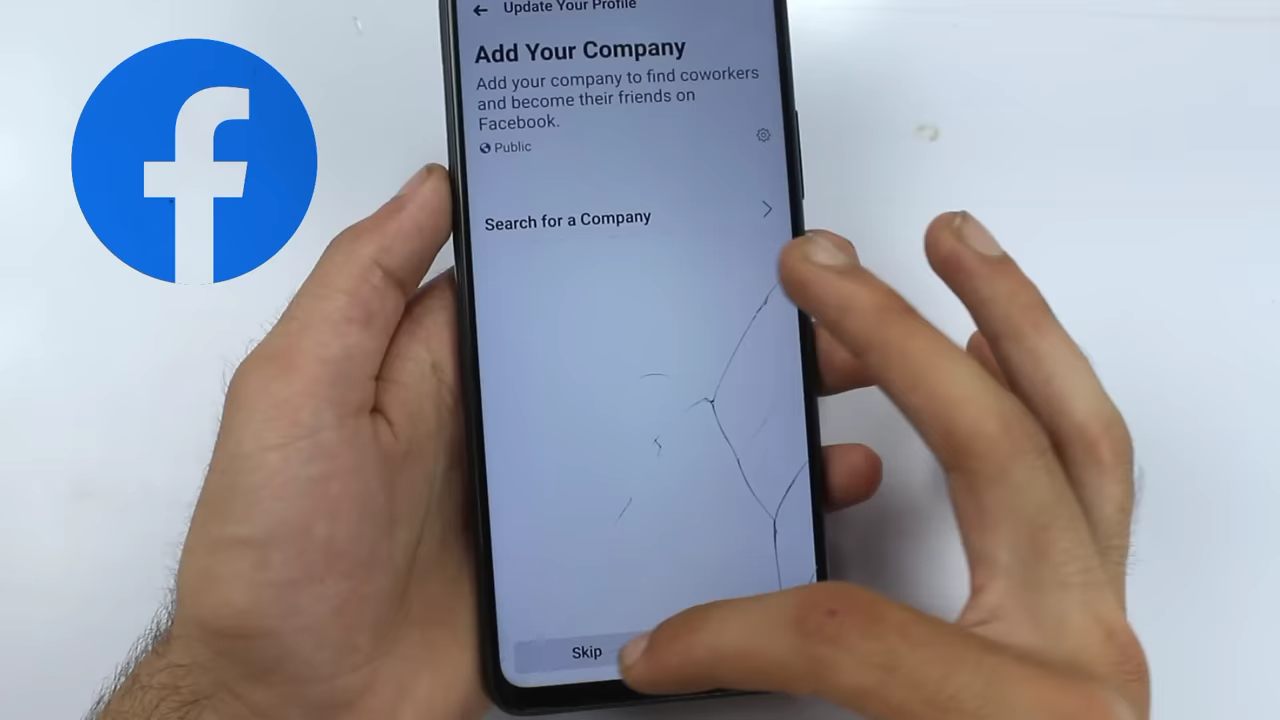 Update Your Profile
Add Your Company
Add your company to find coworkers
and become their friends on
Facebook.
Public
Search for a Company
Skip